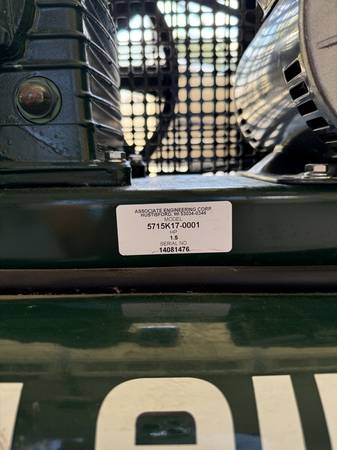 ASSOCIATE ENGINEERING CORP.
HUSTISFORD, WI 53034-0346
MODEL
5715K17-0001
HP
1.5
SERIAL NO
14081476